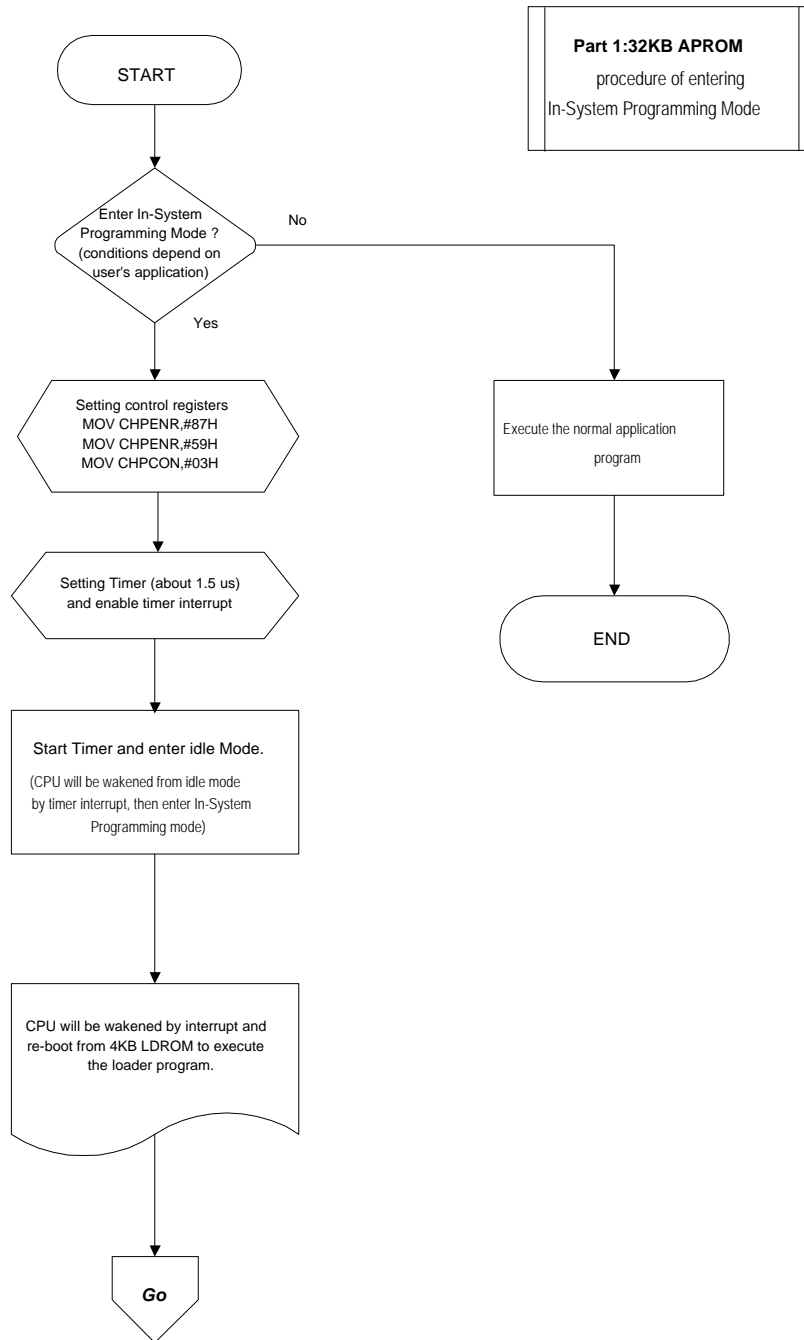 Part 1:32KB APROM
procedure of entering
In-System Programming Mode
START
Enter In-System
Programming Mode ?
(conditions depend on
user's application)
No
Yes
Setting control registers
MOV CHPENR,#87H
MOV CHPENR,#59H
MOV CHPCON,#03H
Execute the normal application
program
Setting Timer (about 1.5 us)
and enable timer interrupt
END
Start Timer and enter idle Mode.
(CPU will be wakened from idle mode
by timer interrupt, then enter In-System
Programming mode)
CPU will be wakened by interrupt and
re-boot from 4KB LDROM to execute
the loader program.
Go